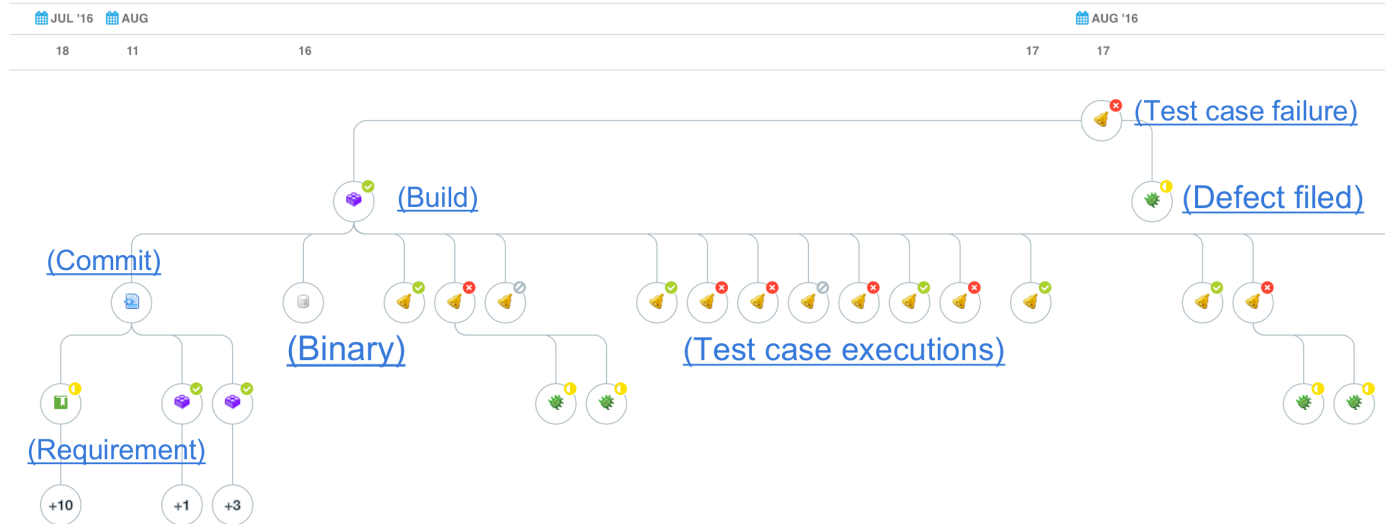 JUL '16 AUG AUG '16
18 11 16 17 17
(Test case failure)
(Build)
(Defect filed)
(Commit)
(Binary)
(Test case executions)
(Requirement)
+10 +1 +3